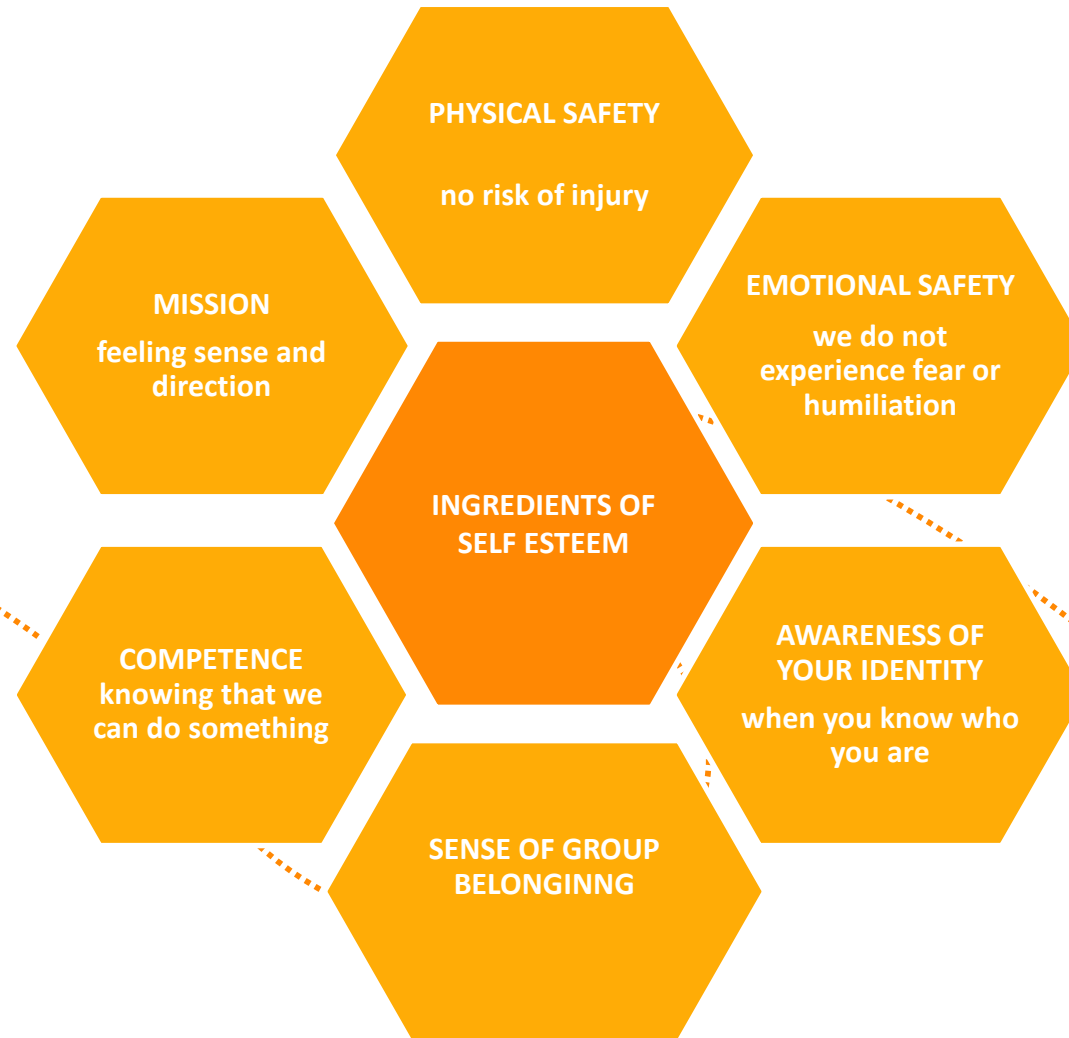 PHYSICAL SAFETY
no risk of injury
EMOTIONAL SAFETY
we do not
experience fear or
humiliation
AWARENESS OF
YOUR IDENTITY
when you know who
you are
SENSE OF GROUP
BELONGINNG
COMPETENCE
knowing that we
can do something
MISSION
feeling sense and
direction
INGREDIENTS OF
SELF ESTEEM